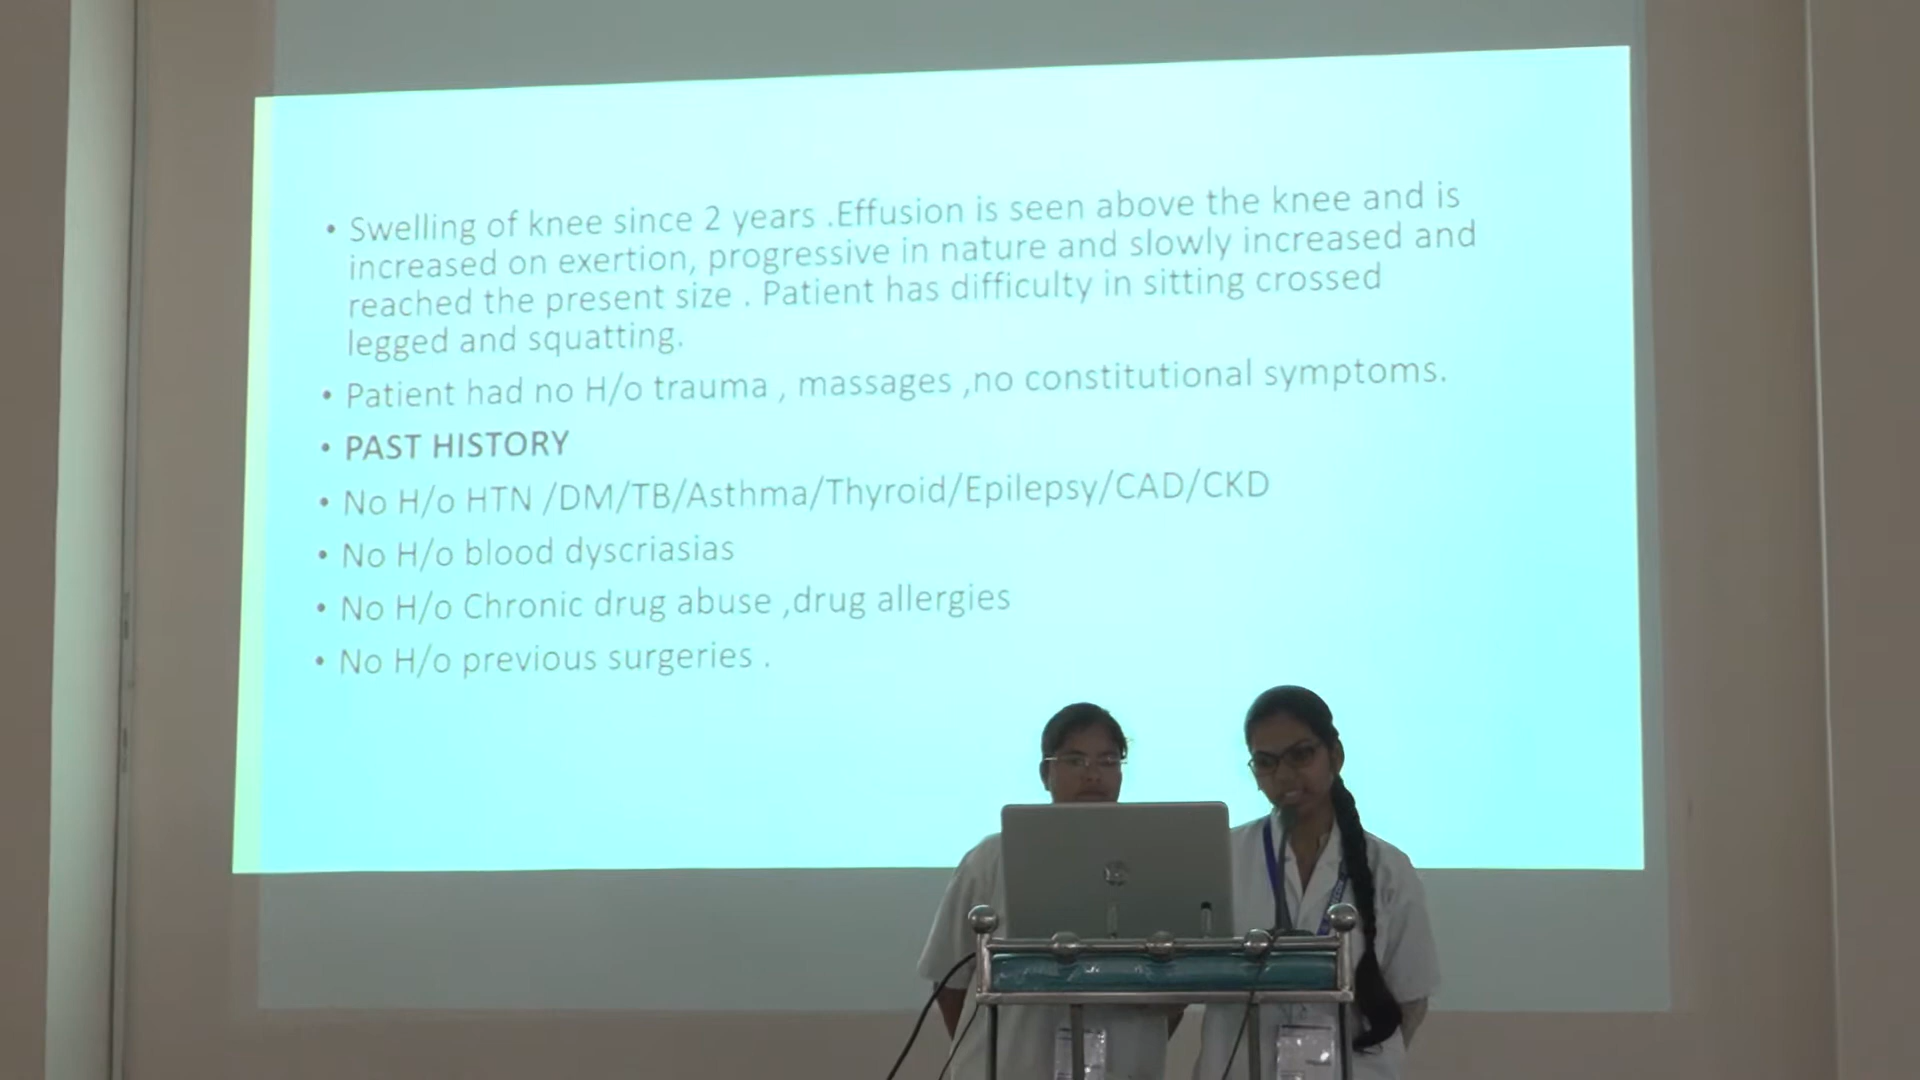 • Swelling of knee since 2 years .Effusion is seen above the knee and is
increased on exertion, progressive in nature and slowly increased and
reached the present size . Patient has difficulty in sitting crossed
legged and squatting.
• Patient had no H/o trauma , massages ,no constitutional symptoms.
• PAST HISTORY
• No H/o HTN /DM/TB/Asthma/Thyroid/Epilepsy/CAD/CKD
• No H/o blood dyscriasias
• No H/o Chronic drug abuse ,drug allergies
• No H/o previous surgeries .
hp